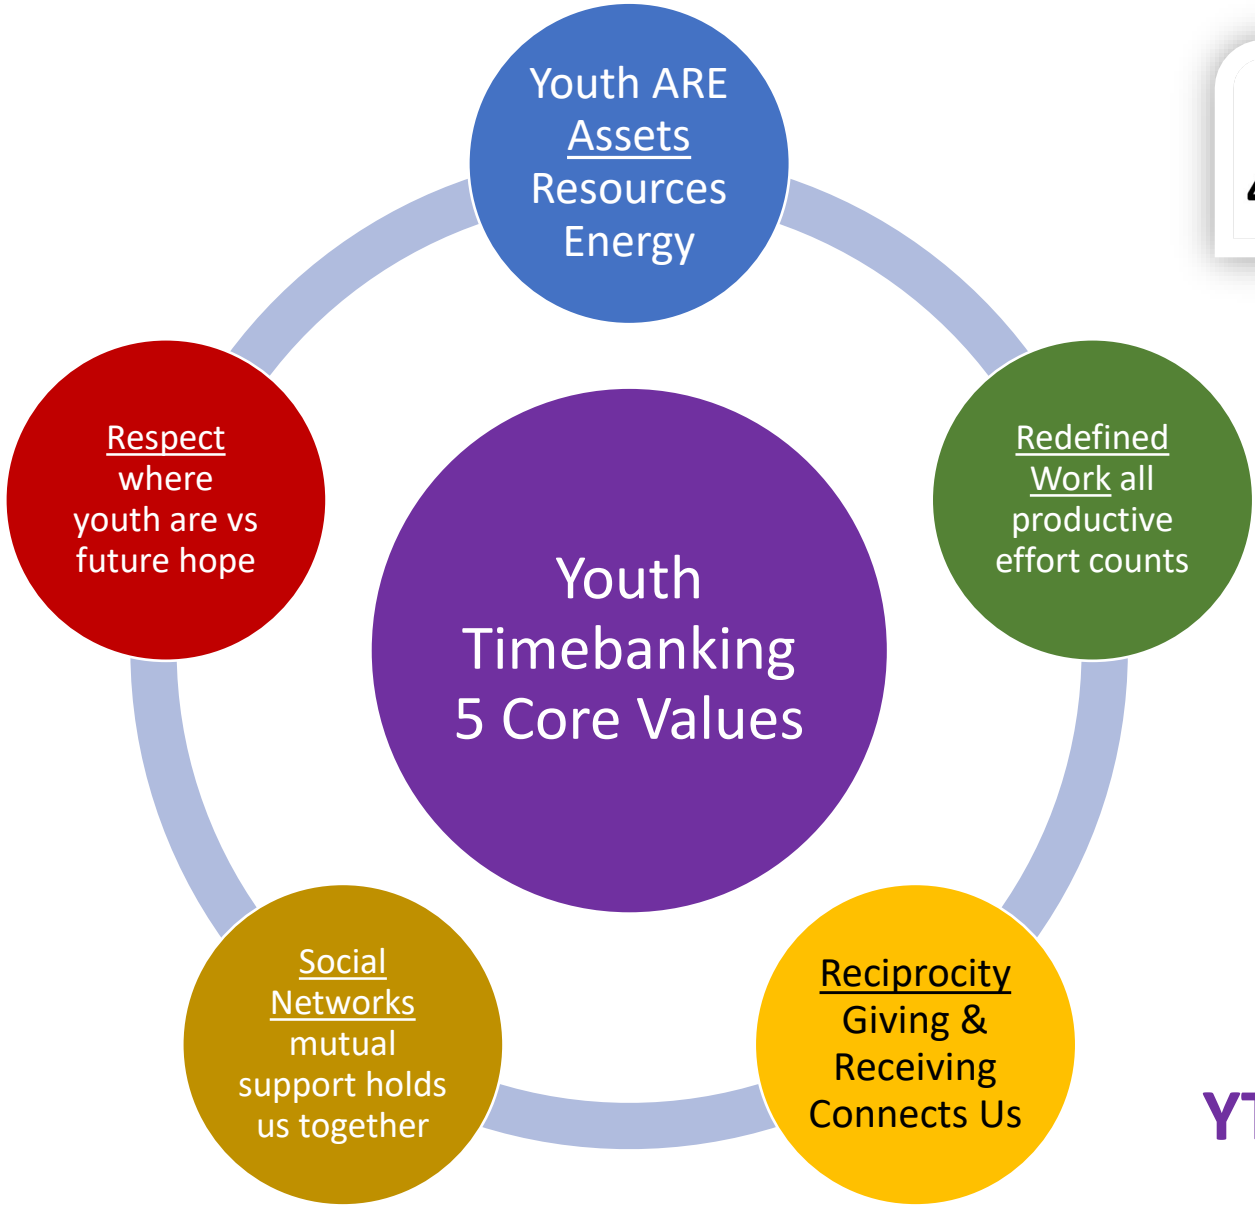 Youth ARE
Assets
Resources
Energy
Redefined
Work all
productive
effort counts
Reciprocity
Giving &
Receiving
Connects Us
Social
Networks
mutual
support holds
us together
Respect
where
youth are vs
future hope
Youth
Timebanking
5 Core Values